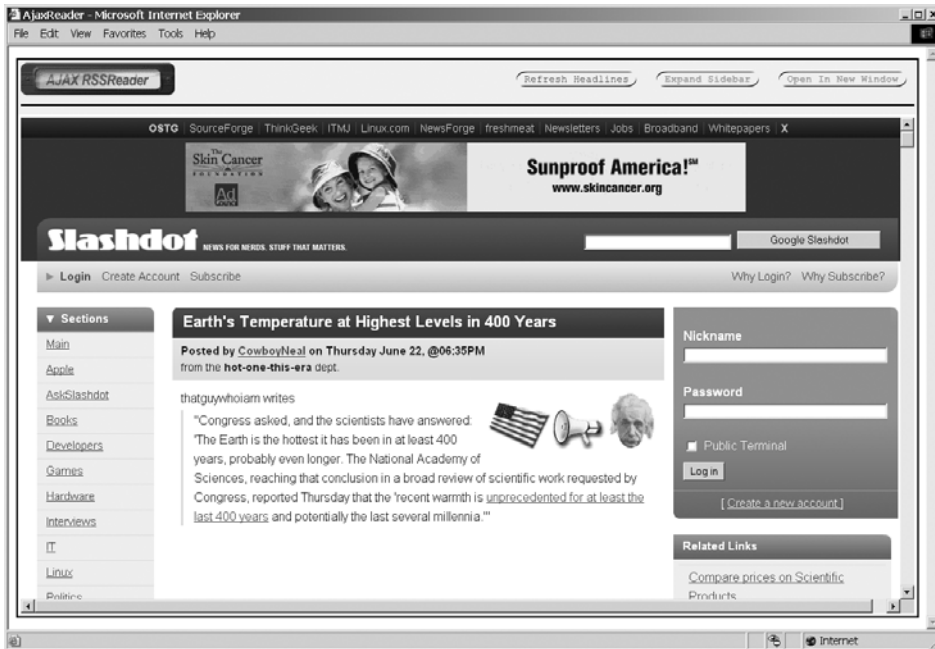 AjaxReader - Microsoft Internet Explorer
File Edit View Favorites Tools Help
AJAX RSSReader
Refresh Headlines Expand Sidebar Open In New Window
OSTG SourceForge ThinkGeek ITMJ Linux.com NewsForge freshmeat Newsletters Jobs Broadband Whitepapers X
The
Skin Cancer
FOUNDATION
Ad
COUNCIL
Sunproof America!℠
www.skincancer.org
Slashdot NEWS FOR NERDS. STUFF THAT MATTERS.
Google Slashdot
► Login Create Account Subscribe
Why Login? Why Subscribe?
▼ Sections
Main
Apple
AskSlashdot
Books
Developers
Games
Hardware
Interviews
IT
Linux
Politics
Earth's Temperature at Highest Levels in 400 Years
Posted by CowboyNeal on Thursday June 22, @06:35PM
from the hot-one-this-era dept.
thatguywhoiam writes
"Congress asked, and the scientists have answered:
'The Earth is the hottest it has been in at least 400
years, probably even longer. The National Academy of
Sciences, reaching that conclusion in a broad review of scientific work requested by
Congress, reported Thursday that the 'recent warmth is unprecedented for at least the
last 400 years and potentially the last several millennia.'"
Nickname
Password
Public Terminal
Log in
[ Create a new account ]
Related Links
Compare prices on Scientific
Products
Internet